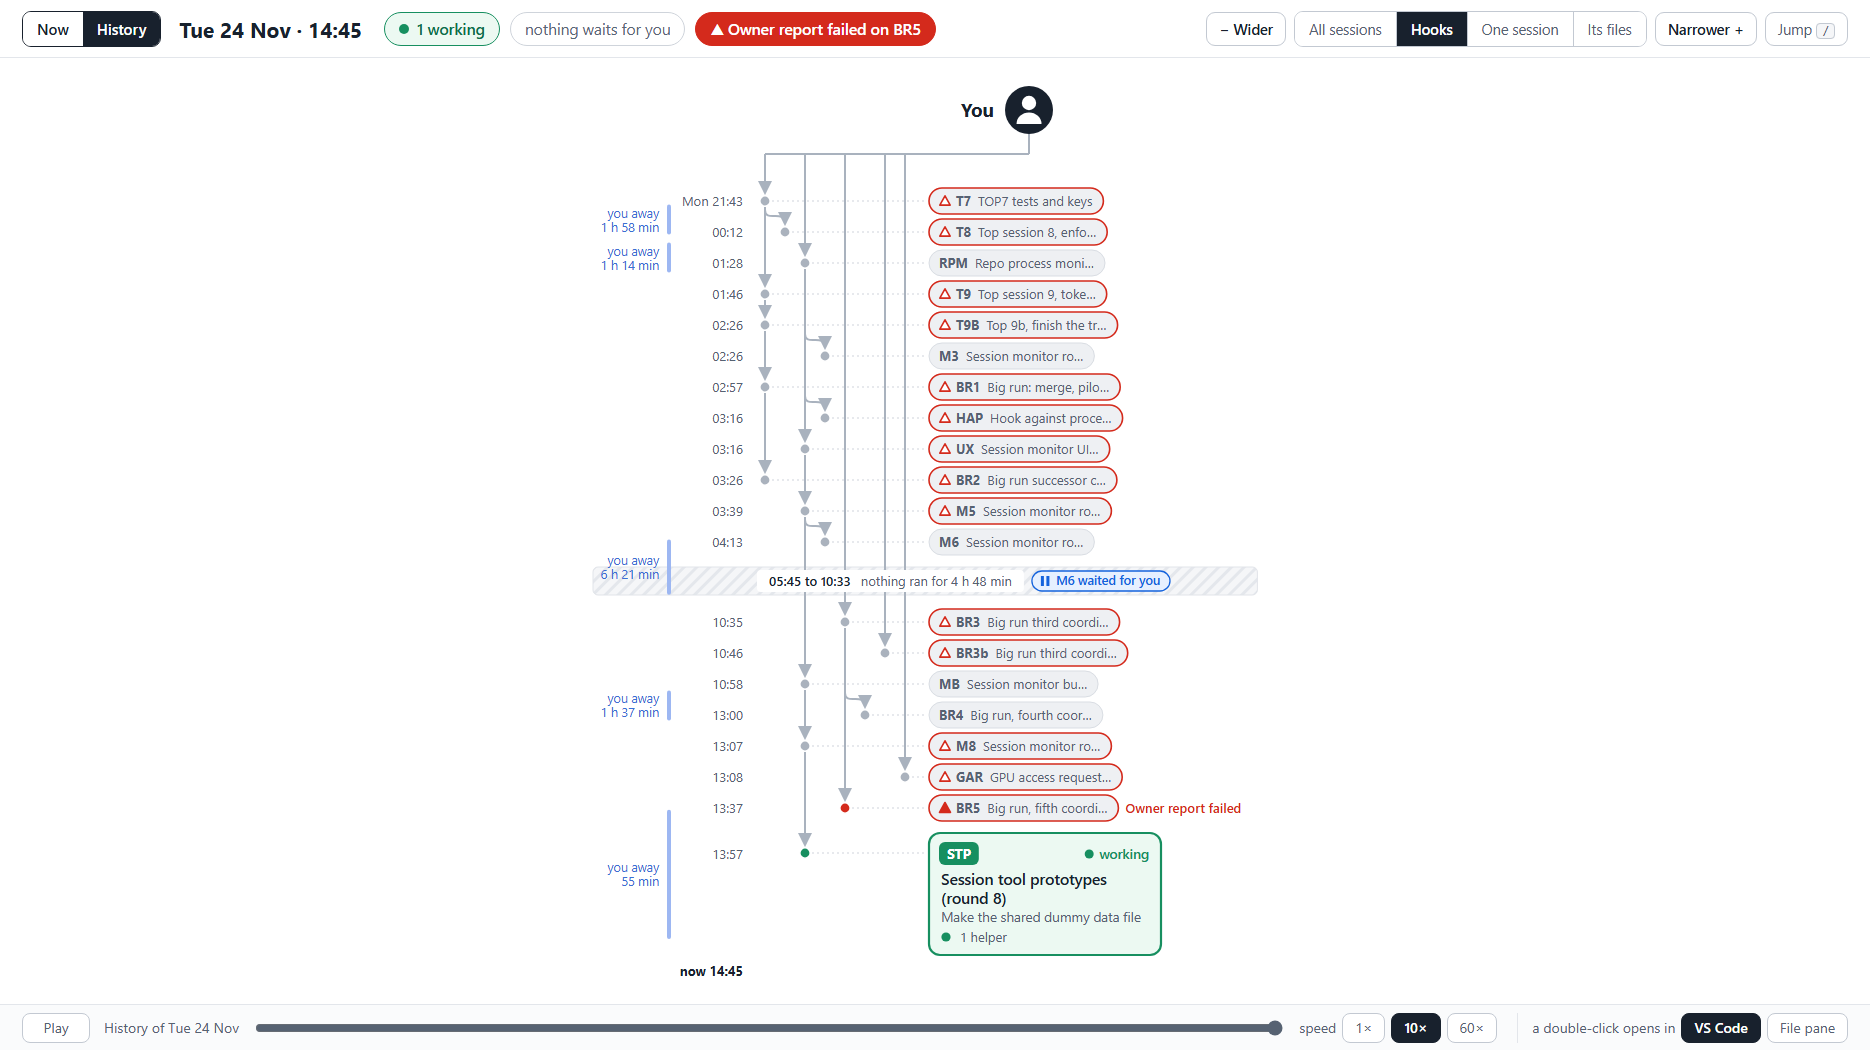 Now History Tue 24 Nov · 14:45 1 working nothing waits for you Owner report failed on BR5 – Wider All sessions Hooks One session Its files Narrower + Jump /
You
Mon 21:43 T7 TOP7 tests and keys
you away
1 h 58 min
00:12 T8 Top session 8, enfo...
you away
1 h 14 min
01:28 RPM Repo process moni...
01:46 T9 Top session 9, toke...
02:26 T9B Top 9b, finish the tr...
02:26 M3 Session monitor ro...
02:57 BR1 Big run: merge, pilo...
03:16 HAP Hook against proce...
03:16 UX Session monitor UI...
03:26 BR2 Big run successor c...
03:39 M5 Session monitor ro...
04:13 M6 Session monitor ro...
you away
6 h 21 min
05:45 to 10:33 nothing ran for 4 h 48 min M6 waited for you
10:35 BR3 Big run third coordi...
10:46 BR3b Big run third coordi...
10:58 MB Session monitor bu...
you away
1 h 37 min
13:00 BR4 Big run, fourth coor...
13:07 M8 Session monitor ro...
13:08 GAR GPU access request...
13:37 BR5 Big run, fifth coordi... Owner report failed
13:57 STP working
you away
55 min
Session tool prototypes
(round 8)
Make the shared dummy data file
1 helper
now 14:45
Play History of Tue 24 Nov speed 1× 10× 60× a double-click opens in VS Code File pane